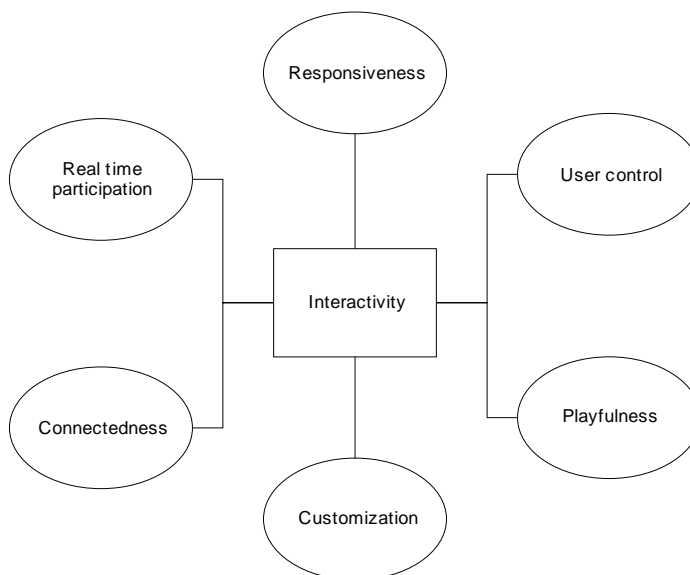 Responsiveness
Real time
participation
User control
Interactivity
Connectedness
Playfulness
Customization